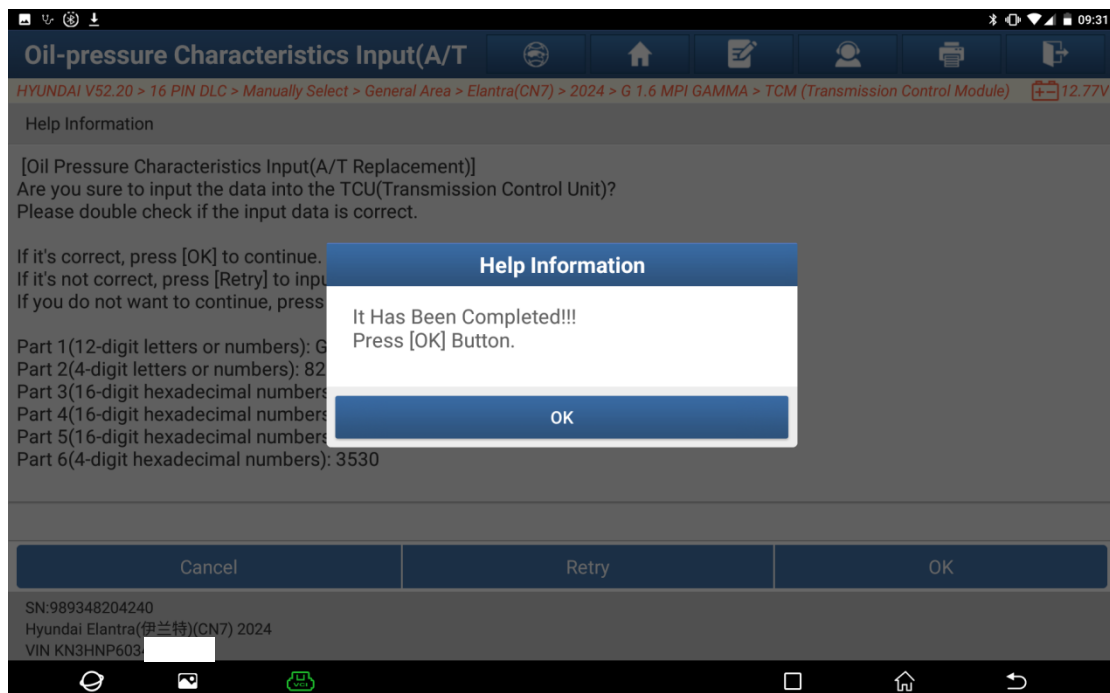 09:31
Oil-pressure Characteristics Input(A/T
HYUNDAI V52.20 > 16 PIN DLC > Manually Select > General Area > Elantra(CN7) > 2024 > G 1.6 MPI GAMMA > TCM (Transmission Control Module)
12.77V
Help Information
[Oil Pressure Characteristics Input(A/T Replacement)]
Are you sure to input the data into the TCU(Transmission Control Unit)?
Please double check if the input data is correct.
If it's correct, press [OK] to continue.
If it's not correct, press [Retry] to inpu
If you do not want to continue, press
Part 1(12-digit letters or numbers): G
Part 2(4-digit letters or numbers): 82
Part 3(16-digit hexadecimal numbers
Part 4(16-digit hexadecimal numbers
Part 5(16-digit hexadecimal numbers
Part 6(4-digit hexadecimal numbers): 3530
Help Information
It Has Been Completed!!!
Press [OK] Button.
OK
Cancel
Retry
OK
SN:989348204240
Hyundai Elantra(伊兰特)(CN7) 2024
VIN KN3HNP603
VCI